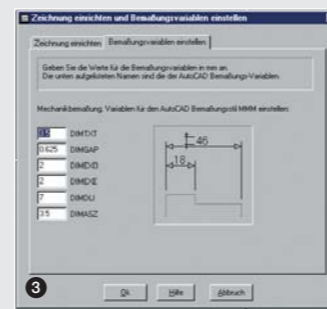 Zeichnung einrichten und Bemaßungsvariablen einstellen
Zeichnung einrichten Bemaßungsvariablen einstellen
Geben Sie die Werte für die Bemaßungsvariablen in mm an.
Die unten aufgelisteten Namen sind die der AutoCAD Bemaßungs-Variablen.
Mechanikbemaßung. Variablen für den AutoCAD Bemaßungsstil MMM einstellen:
3.5 DIMTXT
0.625 DIMGAP
2 DIMEXO
2 DIMEXE
7 DIMDLI
3.5 DIMASZ
46
18
3
Ok Hilfe Abbruch